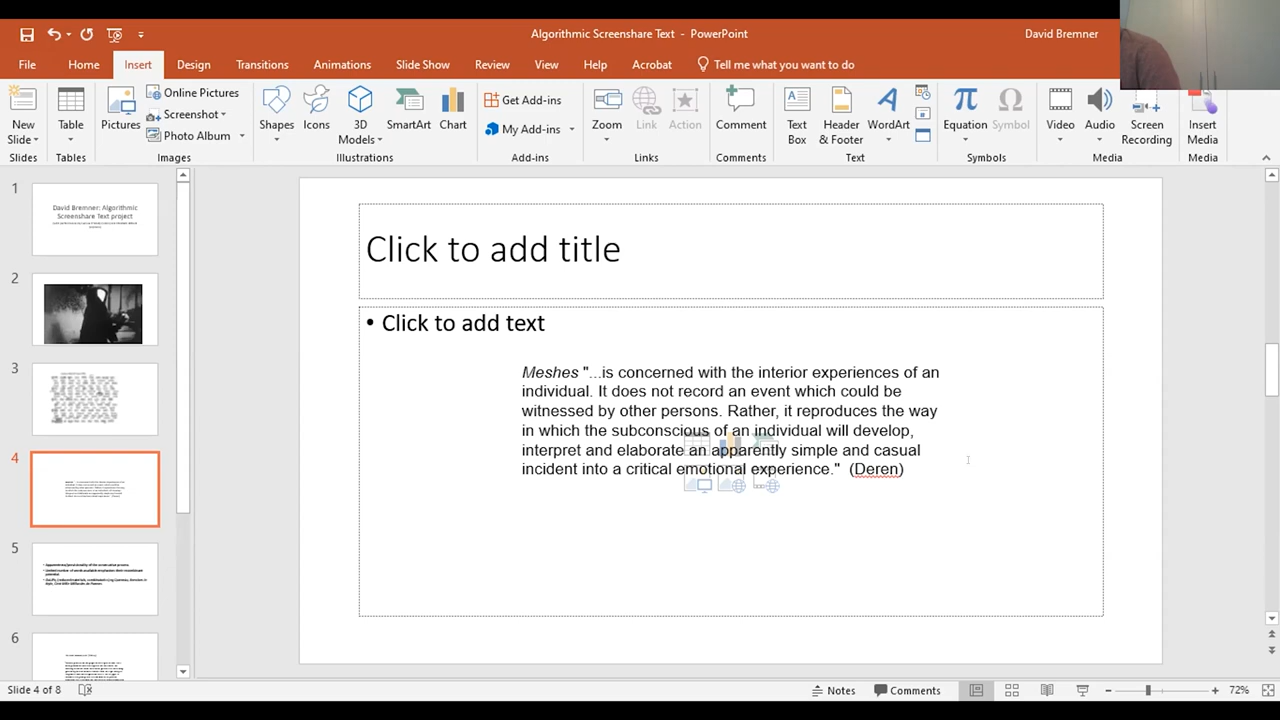 Algorithmic Screenshare Text - PowerPoint
David Bremner
File Home Insert Design Transitions Animations Slide Show Review View Help Acrobat Tell me what you want to do
New Slide
Table
Pictures
Online Pictures
Screenshot
Photo Album
Shapes
Icons
3D Models
SmartArt
Chart
Get Add-ins
My Add-ins
Zoom
Link
Action
Comment
Text Box
Header & Footer
WordArt
Equation
Symbol
Video
Audio
Screen Recording
Insert Media
Slides Tables Images Illustrations Add-ins Links Comments Text Symbols Media Media
1
David Bremner: Algorithmic
Screenshare Text project
2
3
4
5
6
Click to add title
• Click to add text
Meshes "...is concerned with the interior experiences of an
individual. It does not record an event which could be
witnessed by other persons. Rather, it reproduces the way
in which the subconscious of an individual will develop,
interpret and elaborate an apparently simple and casual
incident into a critical emotional experience." (Deren)
Slide 4 of 8
Notes
Comments
72%